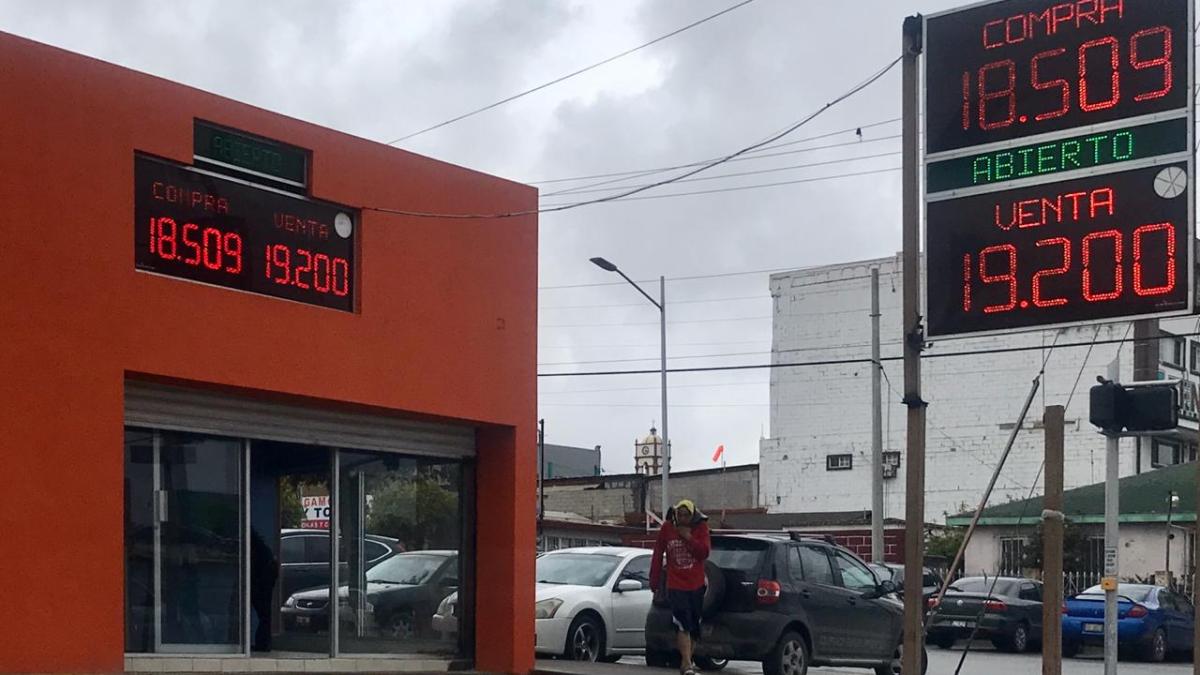 ABIERTO
COMPRA VENTA
18.509 19.200
COMPRA
18.509
ABIERTO
VENTA
19.200